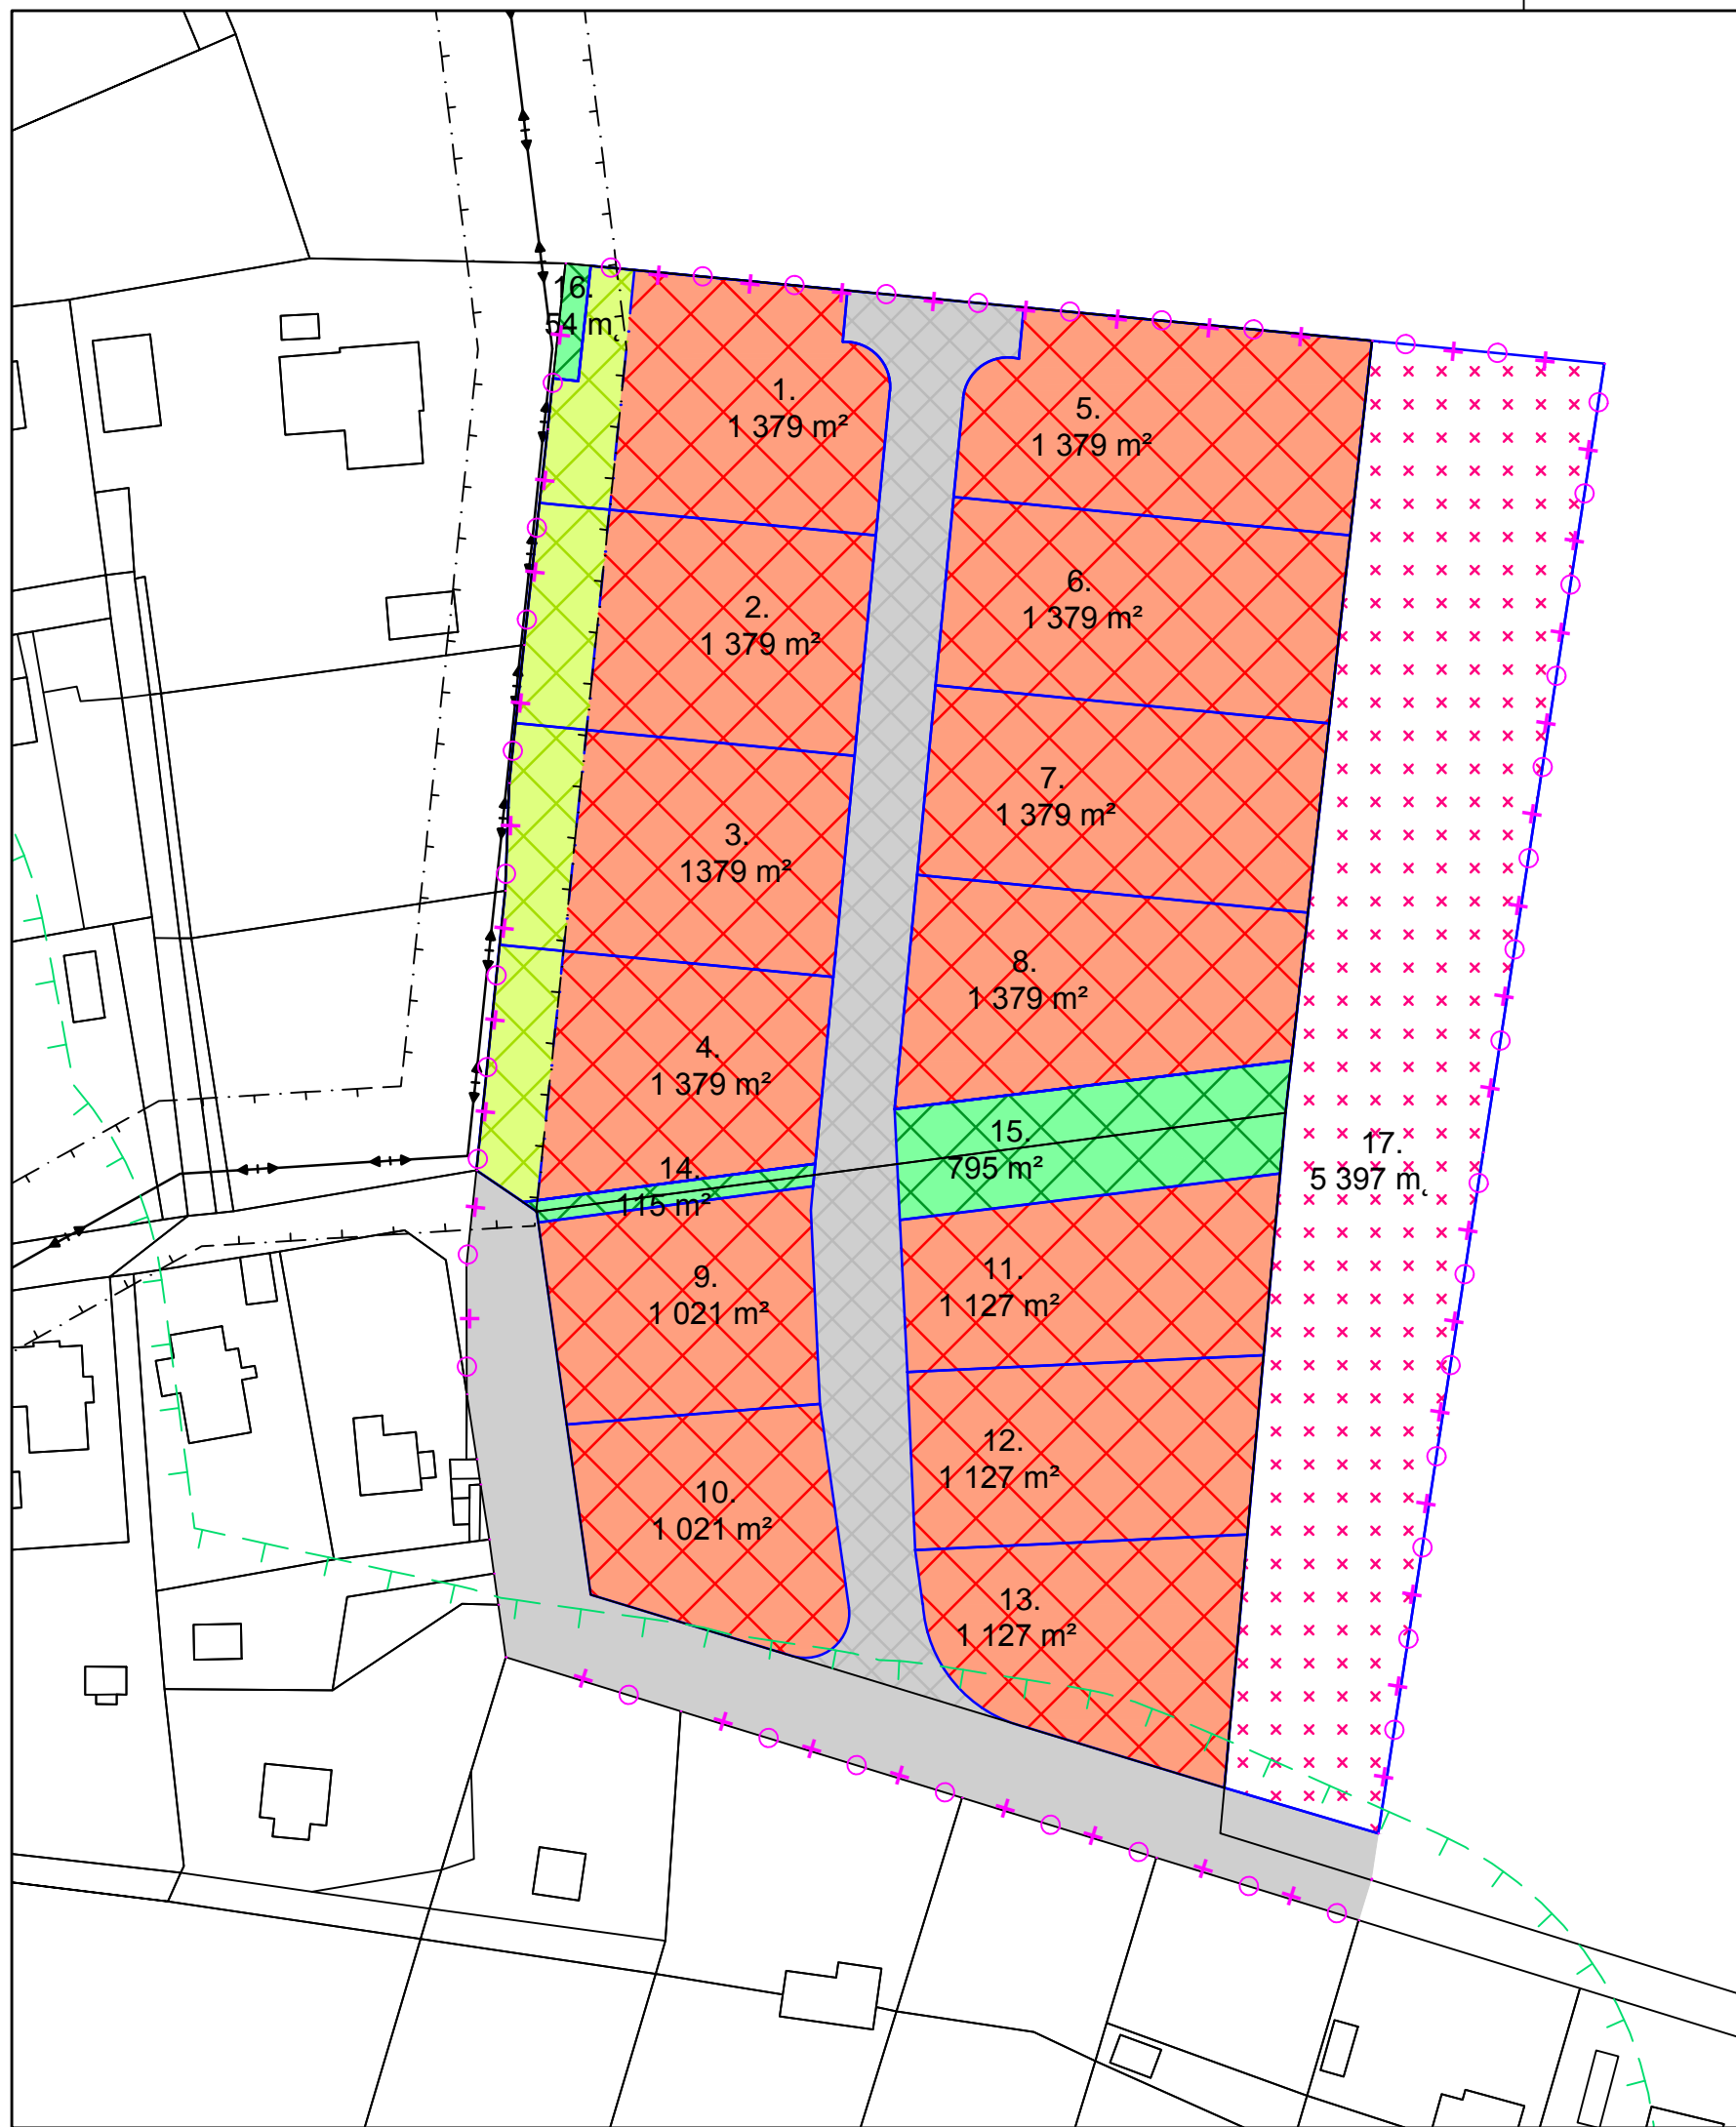 16.
54 m˛
1.
1 379 m²
5.
1 379 m²
2.
1 379 m²
6.
1 379 m²
3.
1379 m²
7.
1 379 m²
4.
1 379 m²
8.
1 379 m²
14.
115 m²
15.
795 m²
17.
5 397 m˛
9.
1 021 m²
11.
1 127 m²
10.
1 021 m²
12.
1 127 m²
13.
1 127 m²